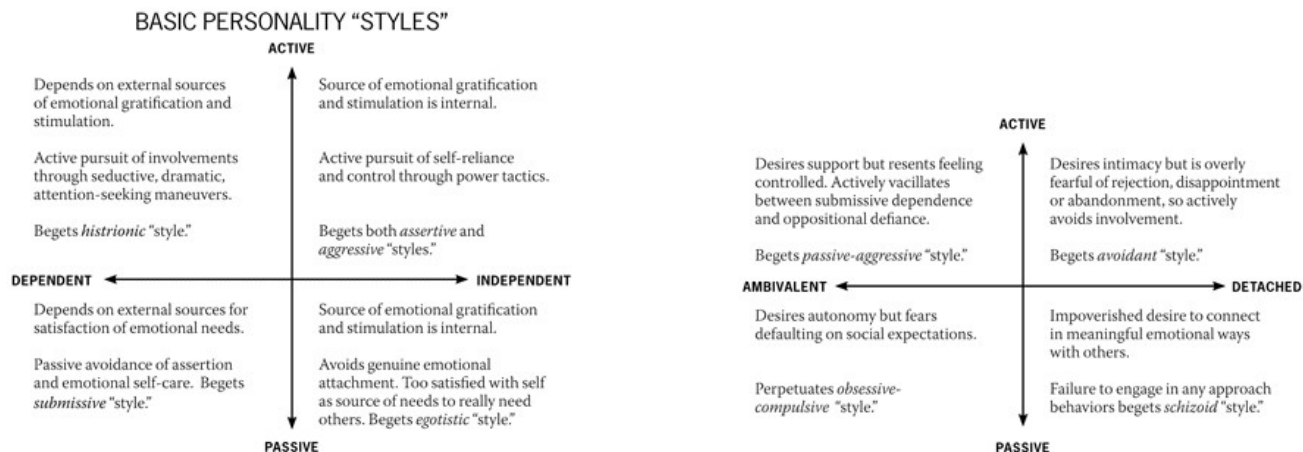 BASIC PERSONALITY “STYLES”
ACTIVE
Depends on external sources
of emotional gratification and
stimulation.
Active pursuit of involvements
through seductive, dramatic,
attention-seeking maneuvers.
Begets histrionic “style.”
Source of emotional gratification
and stimulation is internal.
Active pursuit of self-reliance
and control through power tactics.
Begets both assertive and
aggressive “styles.”
DEPENDENT
INDEPENDENT
Depends on external sources for
satisfaction of emotional needs.
Passive avoidance of assertion
and emotional self-care. Begets
submissive “style.”
Source of emotional gratification
and stimulation is internal.
Avoids genuine emotional
attachment. Too satisfied with self
as source of needs to really need
others. Begets egotistic “style.”
PASSIVE
ACTIVE
Desires support but resents feeling
controlled. Actively vacillates
between submissive dependence
and oppositional defiance.
Begets passive-aggressive “style.”
Desires intimacy but is overly
fearful of rejection, disappointment
or abandonment, so actively
avoids involvement.
Begets avoidant “style.”
AMBIVALENT
DETACHED
Desires autonomy but fears
defaulting on social expectations.
Perpetuates obsessive-
compulsive “style.”
Impoverished desire to connect
in meaningful emotional ways
with others.
Failure to engage in any approach
behaviors begets schizoid “style.”
PASSIVE